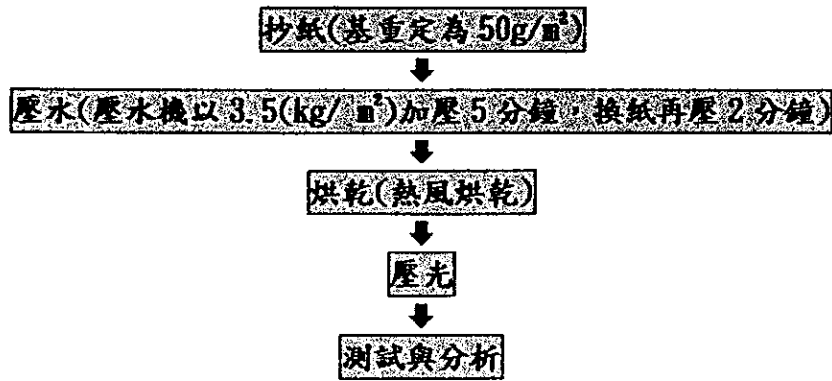 抄紙(基重定為50g/㎡)
壓水(壓水機以3.5(kg/㎡)加壓5分鐘，換紙再壓2分鐘)
烘乾(熱風烘乾)
壓光
測試與分析